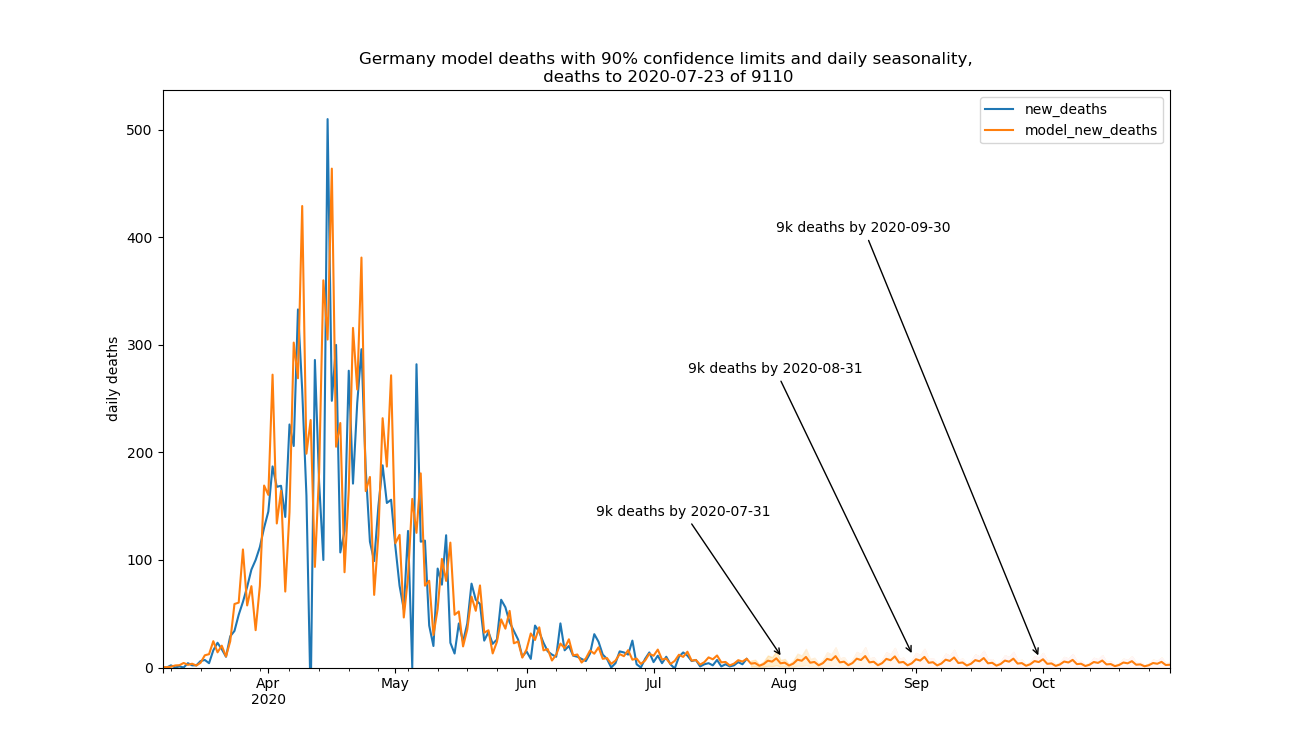 Germany model deaths with 90% confidence limits and daily seasonality,
deaths to 2020-07-23 of 9110
new_deaths
model_new_deaths
daily deaths
500
400
300
200
100
0
9k deaths by 2020-09-30
9k deaths by 2020-08-31
9k deaths by 2020-07-31
Apr
2020
May
Jun
Jul
Aug
Sep
Oct